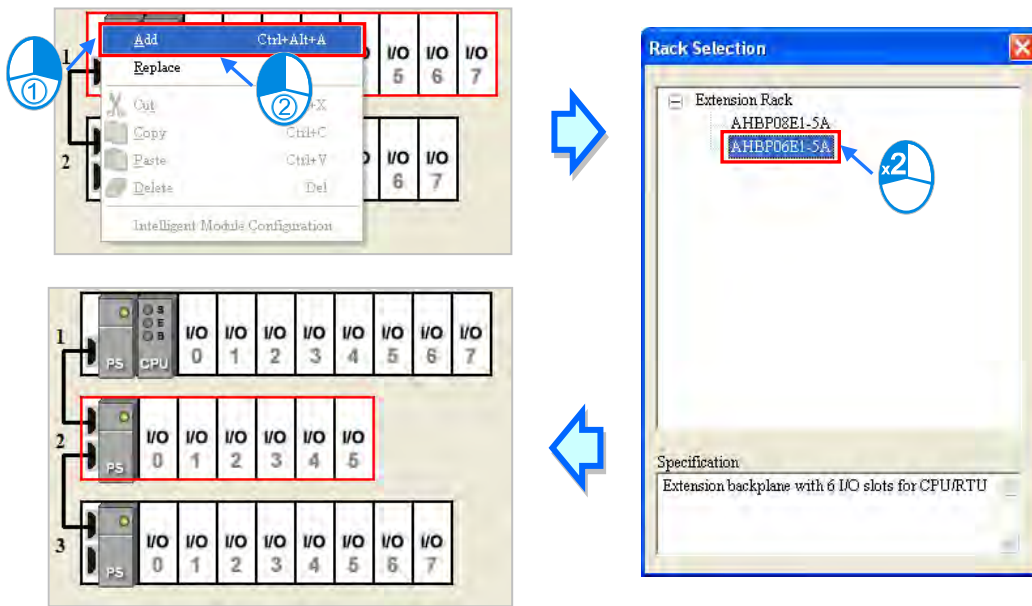 1
Add Ctrl+Alt+A
Replace
Cut +X
Copy Ctrl+C
Paste Ctrl+V
Delete Del
Intelligent Module Configuration
I/O I/O I/O
5 6 7
2
I/O I/O
6 7
①
②
Rack Selection
Extension Rack
AHBP08E1-5A
AHBP06E1-5A
x2
Specification
Extension backplane with 6 I/O slots for CPU/RTU
1
S
E
B
PS CPU
I/O I/O I/O I/O I/O I/O I/O I/O
0 1 2 3 4 5 6 7
2
PS
I/O I/O I/O I/O I/O I/O
0 1 2 3 4 5
3
PS
I/O I/O I/O I/O I/O I/O I/O I/O
0 1 2 3 4 5 6 7